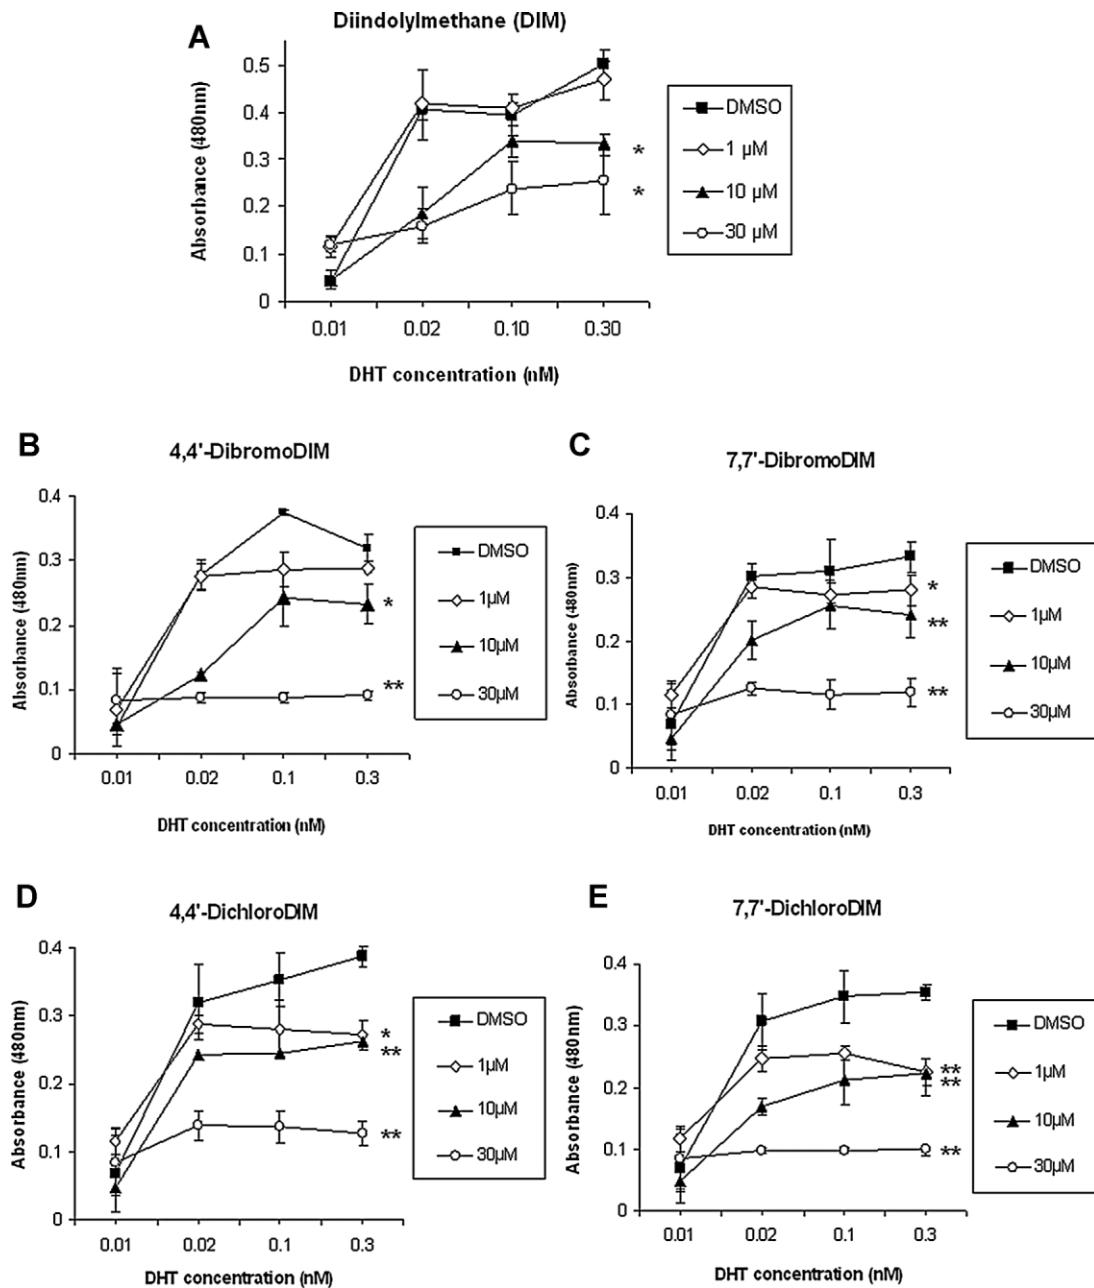 A
Diindolylmethane (DIM)
Absorbance (480nm)
0.5
0.4
0.3
0.2
0.1
0
0.01 0.02 0.10 0.30
DHT concentration (nM)
*
*
DMSO
1 µM
10 µM
30 µM
B
4,4'-DibromoDIM
Absorbance (480nm)
0.4
0.3
0.2
0.1
0
0.01 0.02 0.1 0.3
DHT concentration (nM)
*
**
DMSO
1µM
10µM
30µM
C
7,7'-DibromoDIM
Absorbance (480nm)
0.4
0.3
0.2
0.1
0
0.01 0.02 0.1 0.3
DHT concentration (nM)
*
**
**
DMSO
1µM
10µM
30µM
D
4,4'-DichloroDIM
Absorbance (480nm)
0.4
0.3
0.2
0.1
0
0.01 0.02 0.1 0.3
DHT concentration (nM)
*
**
**
DMSO
1µM
10µM
30µM
E
7,7'-DichloroDIM
Absorbance (480nm)
0.4
0.3
0.2
0.1
0
0.01 0.02 0.1 0.3
DHT concentration (nM)
**
**
**
DMSO
1µM
10µM
30µM